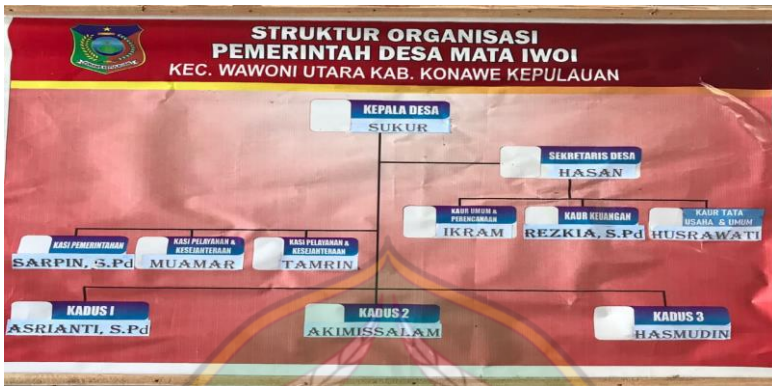 STRUKTUR ORGANISASI
PEMERINTAH DESA MATA IWOI
KEC. WAWONI UTARA KAB. KONAWE KEPULAUAN
KEPALA DESA
SUKUR
SEKRETARIS DESA
HASAN
KAUR UMUM &
PERENCANAAN
IKRAM
KAUR KEUANGAN
REZKIA, S.Pd
KAUR TATA
USAHA & UMUM
HUSRAWATI
KASI PEMERINTAHAN
SARPIN, S.Pd
KASI PELAYANAN &
KESEJAHTERAAN
MUAMAR
KASI PELAYANAN &
KESEJAHTERAAN
TAMRIN
KADUS I
ASRIANTI, S.Pd
KADUS 2
AKIMISSALAM
KADUS 3
HASMUDIN